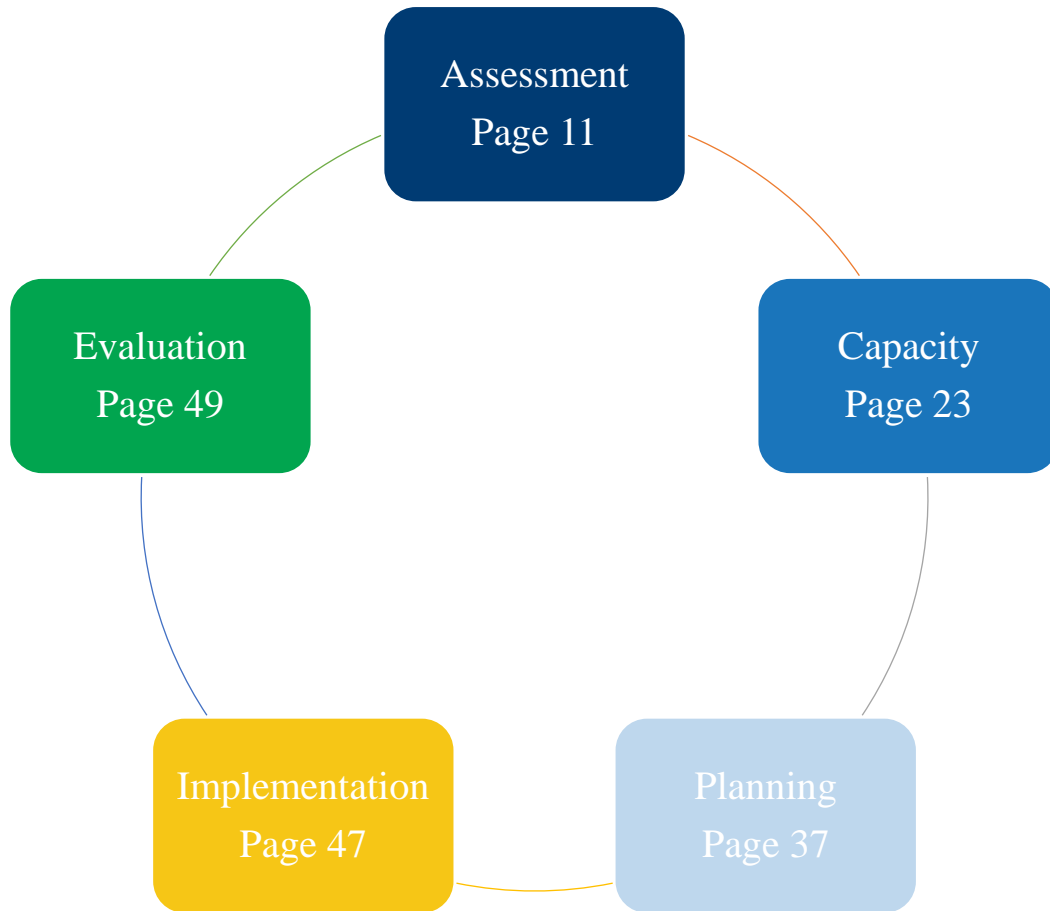 Assessment
Page 11
Capacity
Page 23
Planning
Page 37
Implementation
Page 47
Evaluation
Page 49